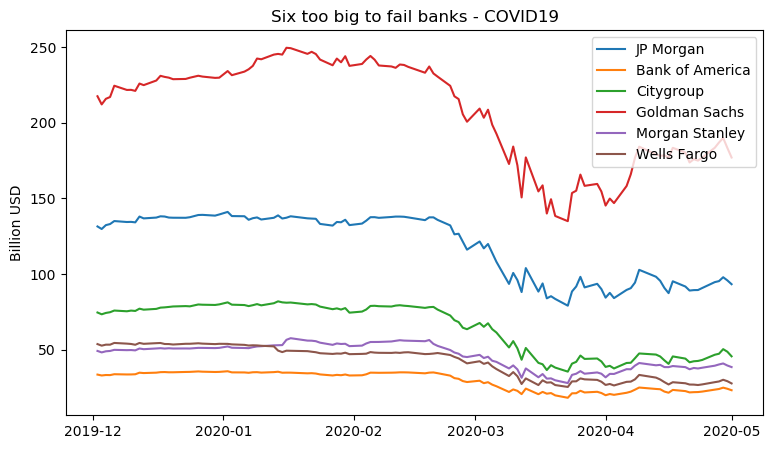 Six too big to fail banks - COVID19
Billion USD
250
200
150
100
50
2019-12
2020-01
2020-02
2020-03
2020-04
2020-05
JP Morgan
Bank of America
Citygroup
Goldman Sachs
Morgan Stanley
Wells Fargo